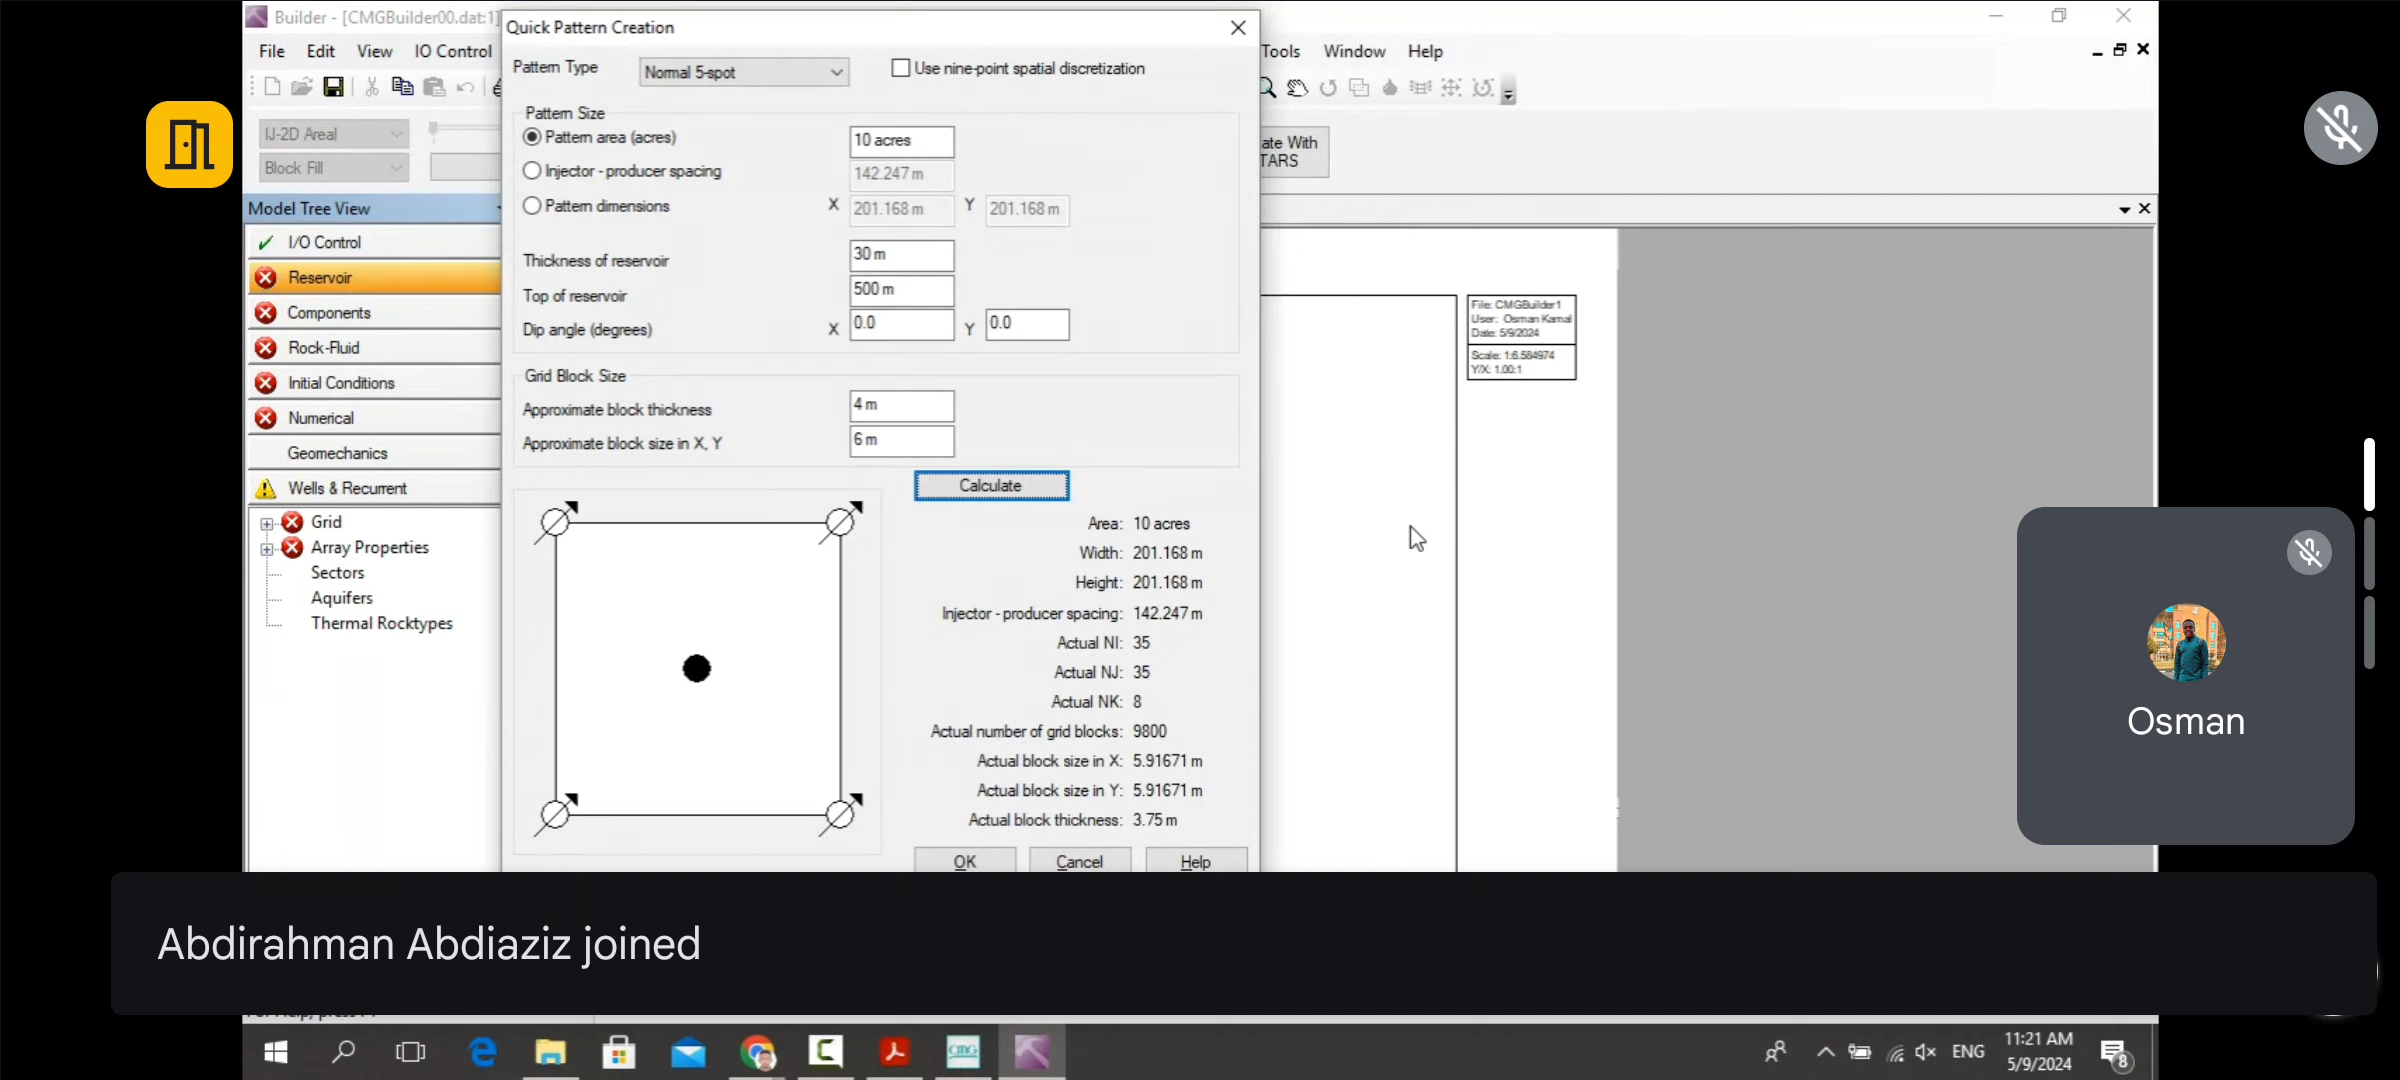 Builder - [CMGBuilder00.dat:1]
File Edit View IO Control
Tools Window Help
IJ-2D Areal
Block Fill
ate With
TARS
Model Tree View
I/O Control
Reservoir
Components
Rock-Fluid
Initial Conditions
Numerical
Geomechanics
Wells & Recurrent
Grid
Array Properties
Sectors
Aquifers
Thermal Rocktypes
Quick Pattern Creation
Pattern Type Normal 5-spot Use nine-point spatial discretization
Pattern Size
Pattern area (acres) 10 acres
Injector - producer spacing 142.247 m
Pattern dimensions X 201.168 m Y 201.168 m
Thickness of reservoir 30 m
Top of reservoir 500 m
Dip angle (degrees) X 0.0 Y 0.0
Grid Block Size
Approximate block thickness 4 m
Approximate block size in X, Y 6 m
Calculate
Area: 10 acres
Width: 201.168 m
Height: 201.168 m
Injector - producer spacing: 142.247 m
Actual NI: 35
Actual NJ: 35
Actual NK: 8
Actual number of grid blocks: 9800
Actual block size in X: 5.91671 m
Actual block size in Y: 5.91671 m
Actual block thickness: 3.75 m
OK Cancel Help
File: CMGBuilder1
User: Osman Kamal
Date: 5/9/2024
Scale: 1:6.584974
Y/X: 1.00:1
Osman
Abdirahman Abdiaziz joined
CMG
ENG
11:21 AM
5/9/2024
8